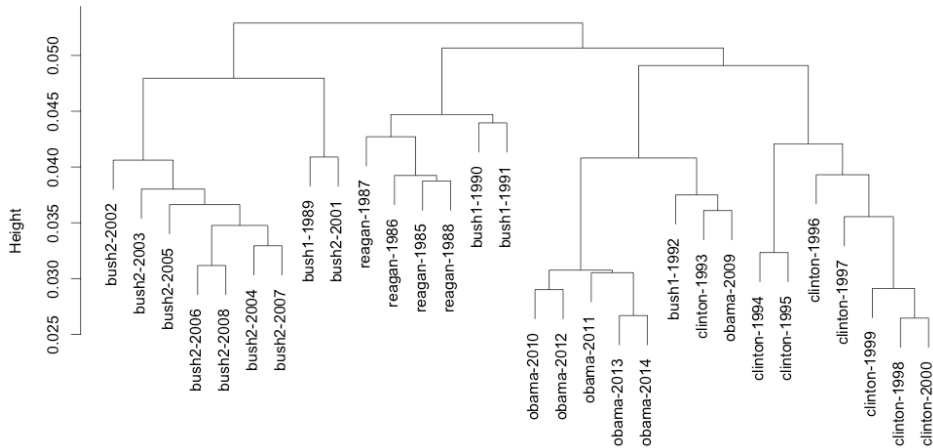 Height
0.050
0.045
0.040
0.035
0.030
0.025
bush2-2002
bush2-2003
bush2-2005
bush2-2006
bush2-2008
bush2-2004
bush2-2007
bush1-1989
bush2-2001
reagan-1987
reagan-1986
reagan-1985
reagan-1988
bush1-1990
bush1-1991
obama-2010
obama-2012
obama-2011
obama-2013
obama-2014
bush1-1992
clinton-1993
obama-2009
clinton-1994
clinton-1995
clinton-1996
clinton-1997
clinton-1999
clinton-1998
clinton-2000